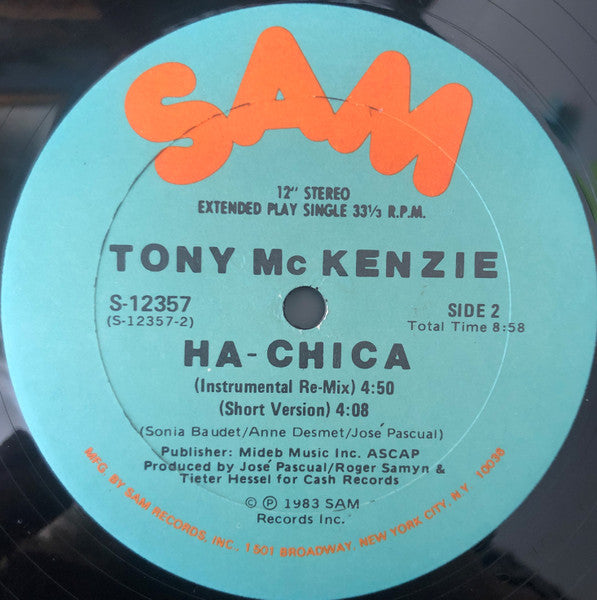 SAM
12" STEREO
EXTENDED PLAY SINGLE 33⅓ R.P.M.
TONY Mc KENZIE
S-12357
(S-12357-2)
SIDE 2
Total Time 8:58
HA-CHICA
(Instrumental Re-Mix) 4:50
(Short Version) 4:08
(Sonia Baudet/Anne Desmet/José Pascual)
Publisher: Mideb Music Inc. ASCAP
Produced by José Pascual/Roger Samyn &
Tieter Hessel for Cash Records
© ℗ 1983 SAM
Records Inc.
MFG. BY SAM RECORDS, INC., 1501 BROADWAY, NEW YORK CITY, N.Y. 10036